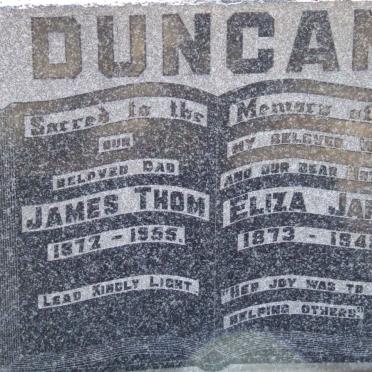 DUNCAN
Sacred to the
OUR
BELOVED DAD
JAMES THOM
1877 - 1955.
LEAD KINDLY LIGHT
Memory of
MY BELOVED
AND OUR DEAR
ELIZA JA
1873 - 194
"HER JOY WAS TO
HELPING OTHERS"